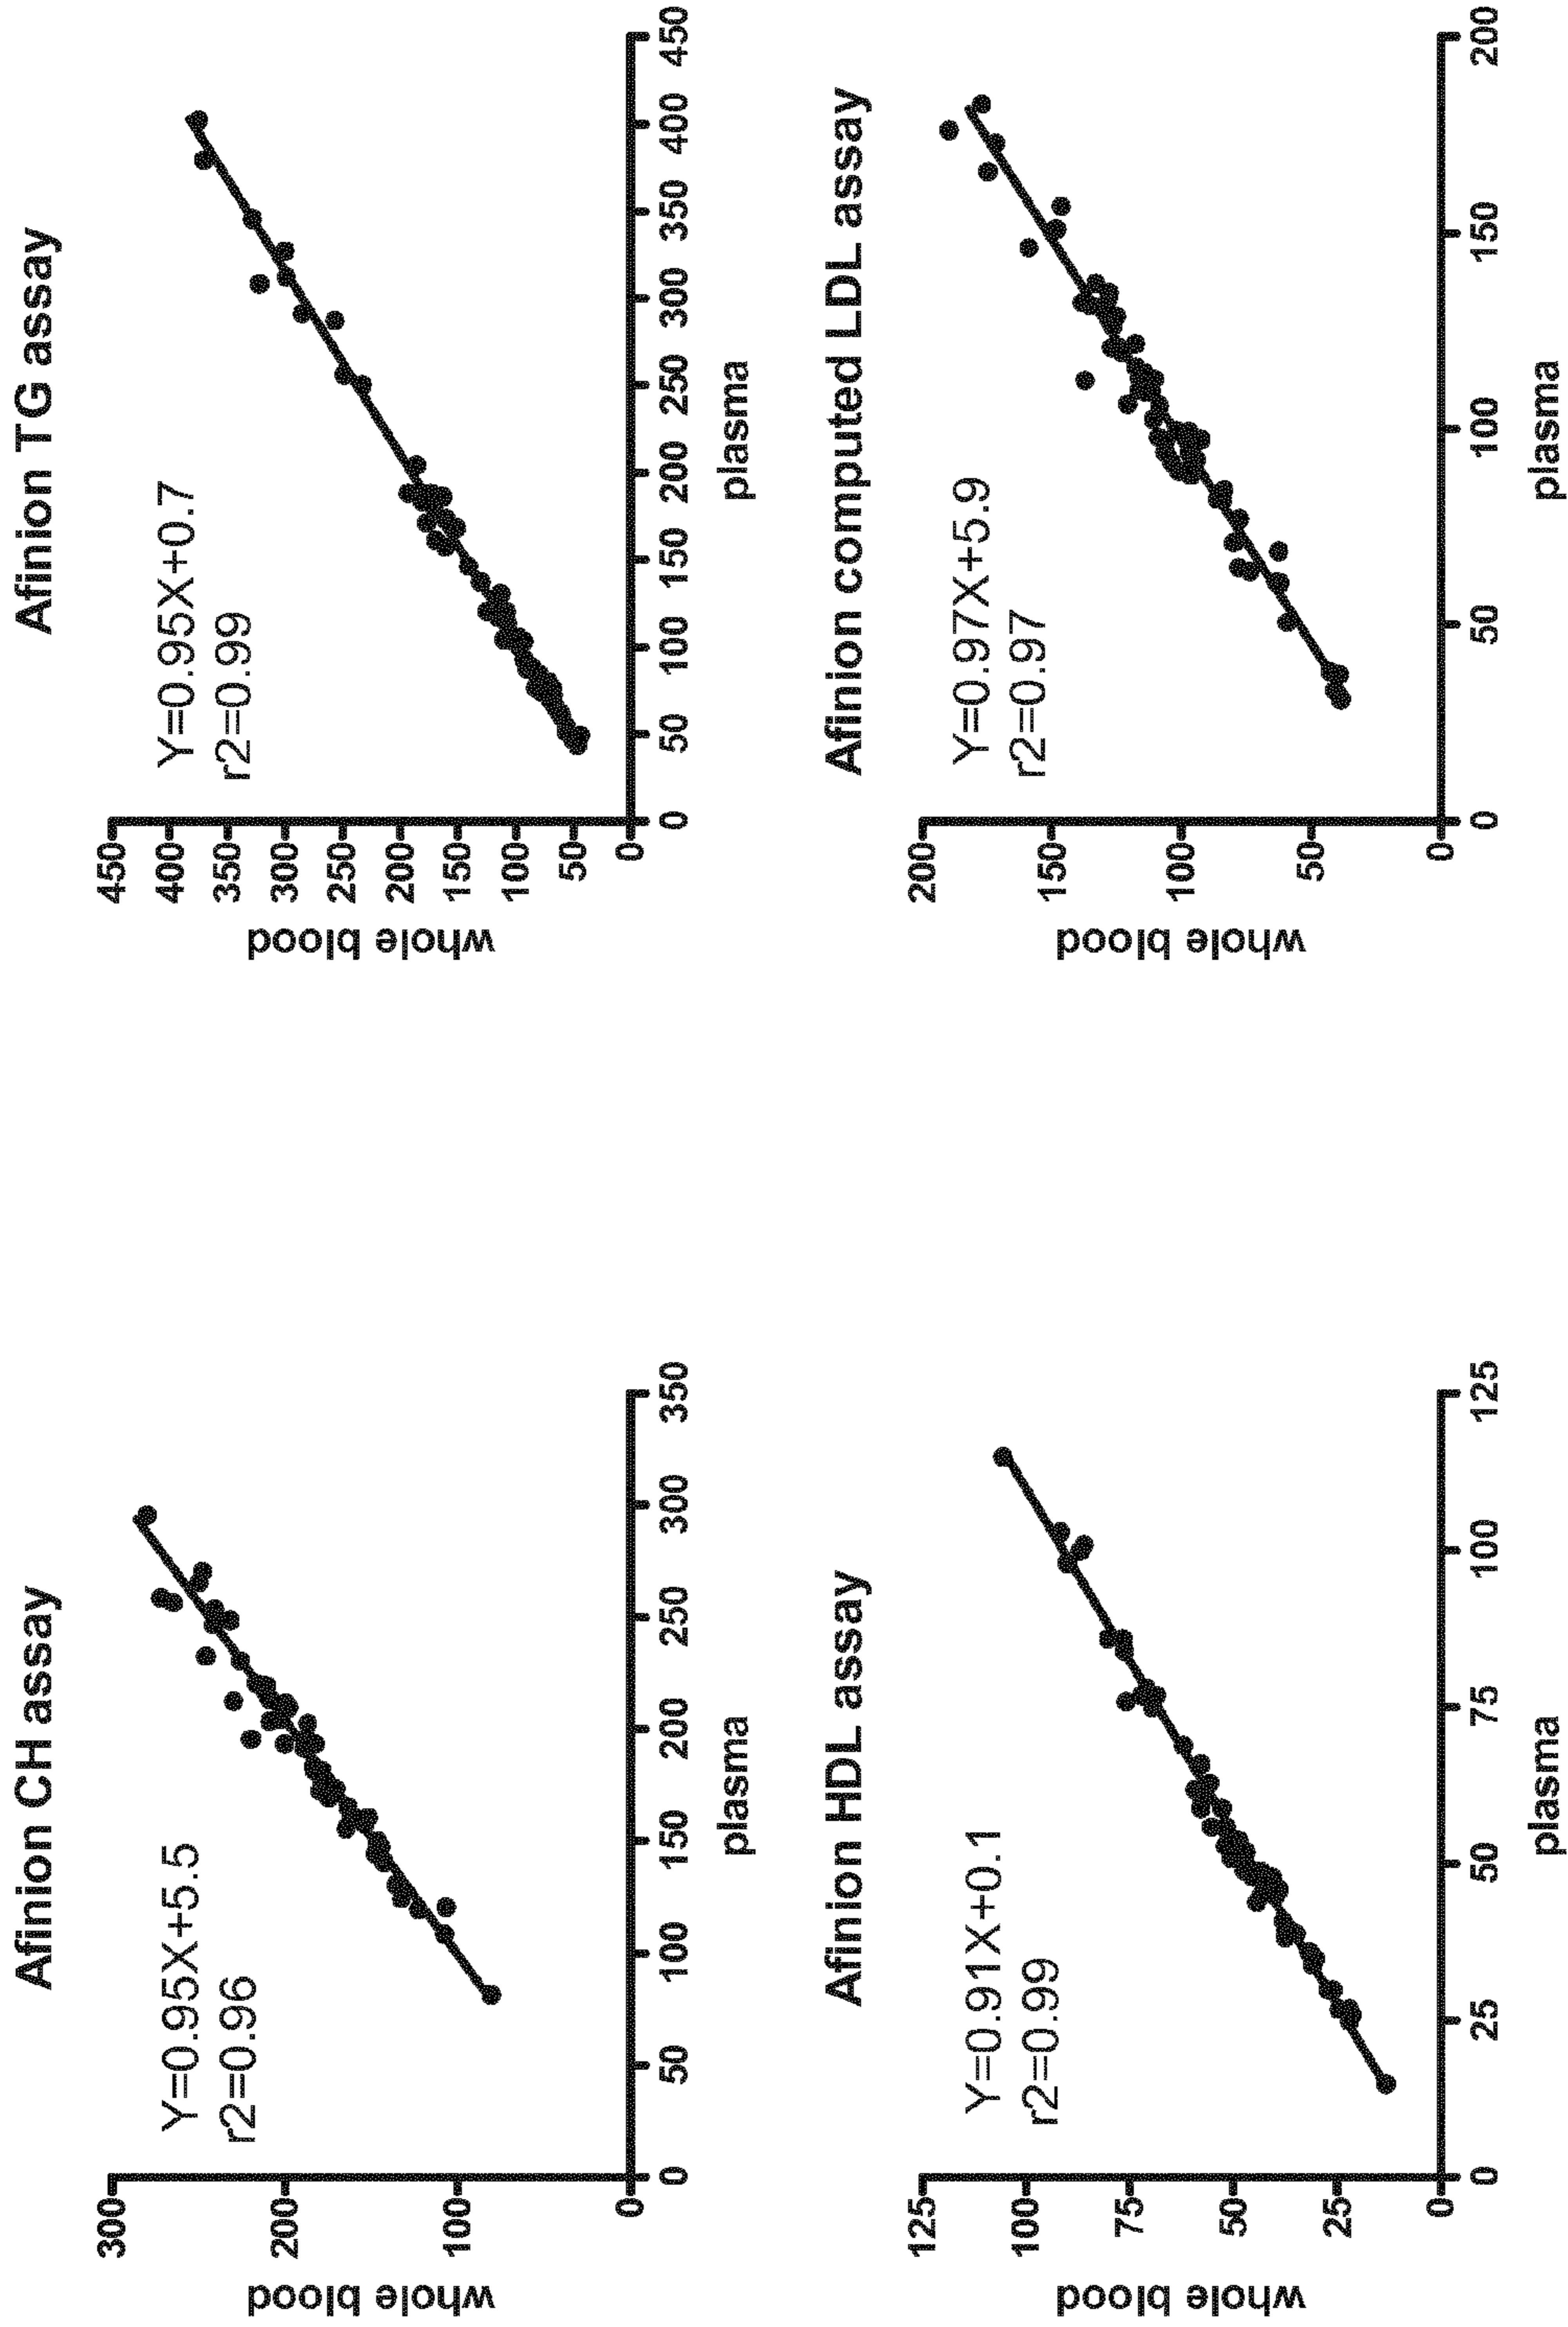 Afinion CH assay
Y=0.95X+5.5
r2=0.96
whole blood
300
200
100
0
0 50 100 150 200 250 300 350
plasma
Afinion TG assay
Y=0.95X+0.7
r2=0.99
whole blood
450
400
350
300
250
200
150
100
50
0
0 50 100 150 200 250 300 350 400 450
plasma
Afinion HDL assay
Y=0.91X+0.1
r2=0.99
whole blood
125
100
75
50
25
0
0 25 50 75 100 125
plasma
Afinion computed LDL assay
Y=0.97X+5.9
r2=0.97
whole blood
200
150
100
50
0
0 50 100 150 200
plasma